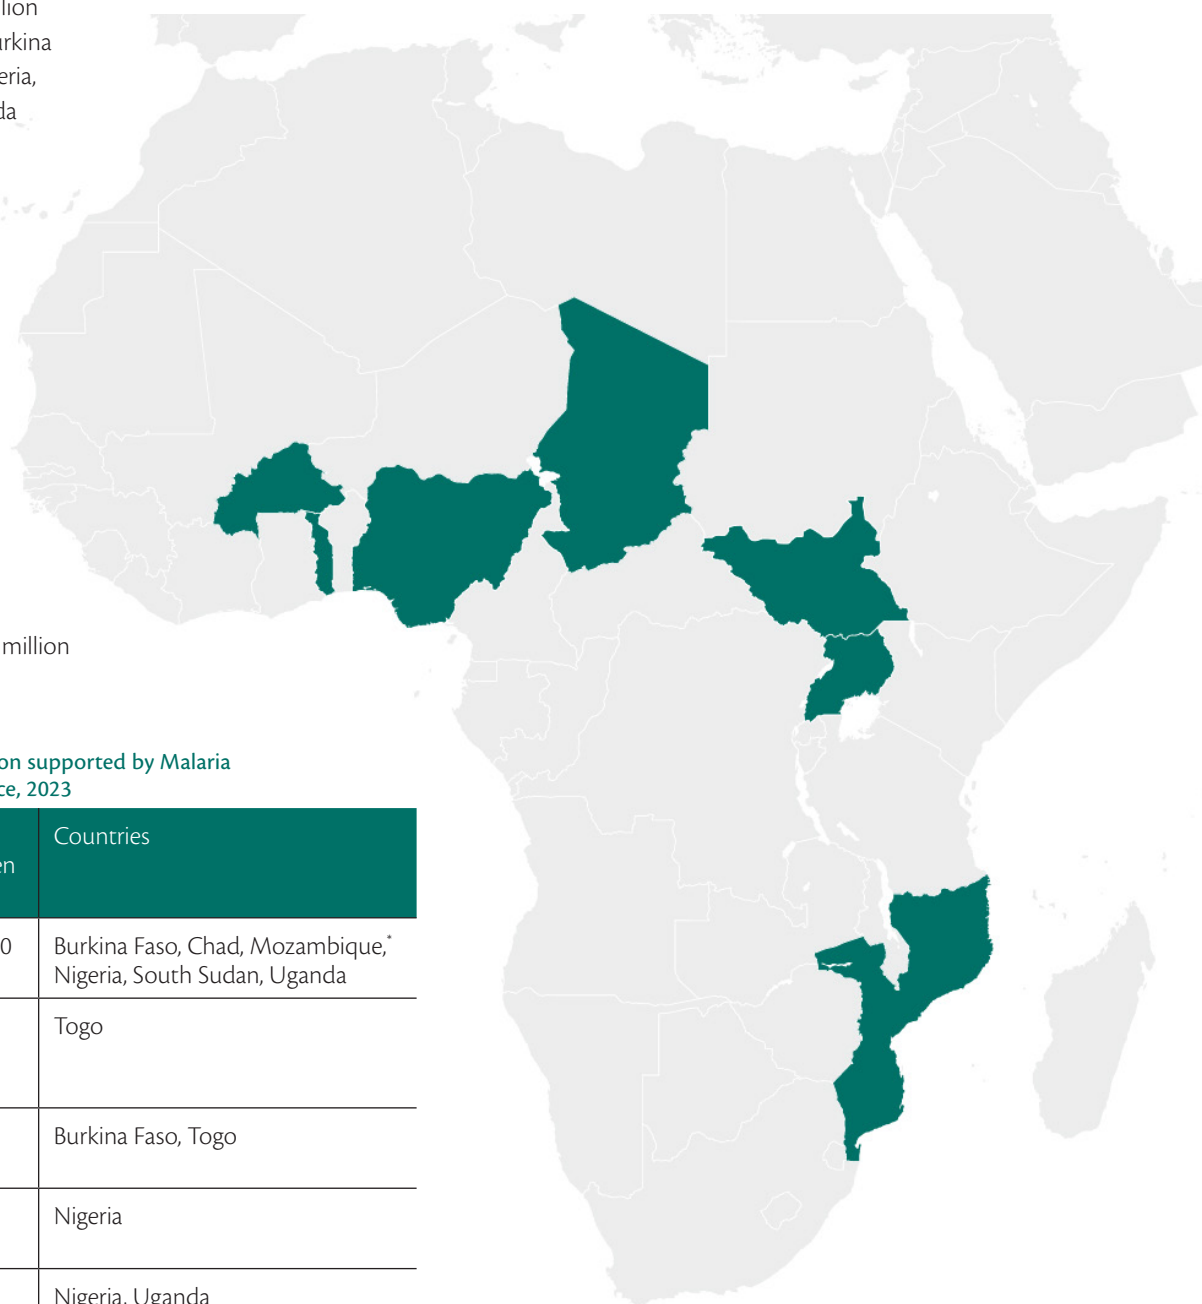 lion
urkina
eria,
da
million
on supported by Malaria
ce, 2023
en
Countries
0
Burkina Faso, Chad, Mozambique,*
Nigeria, South Sudan, Uganda
Togo
Burkina Faso, Togo
Nigeria
Nigeria, Uganda